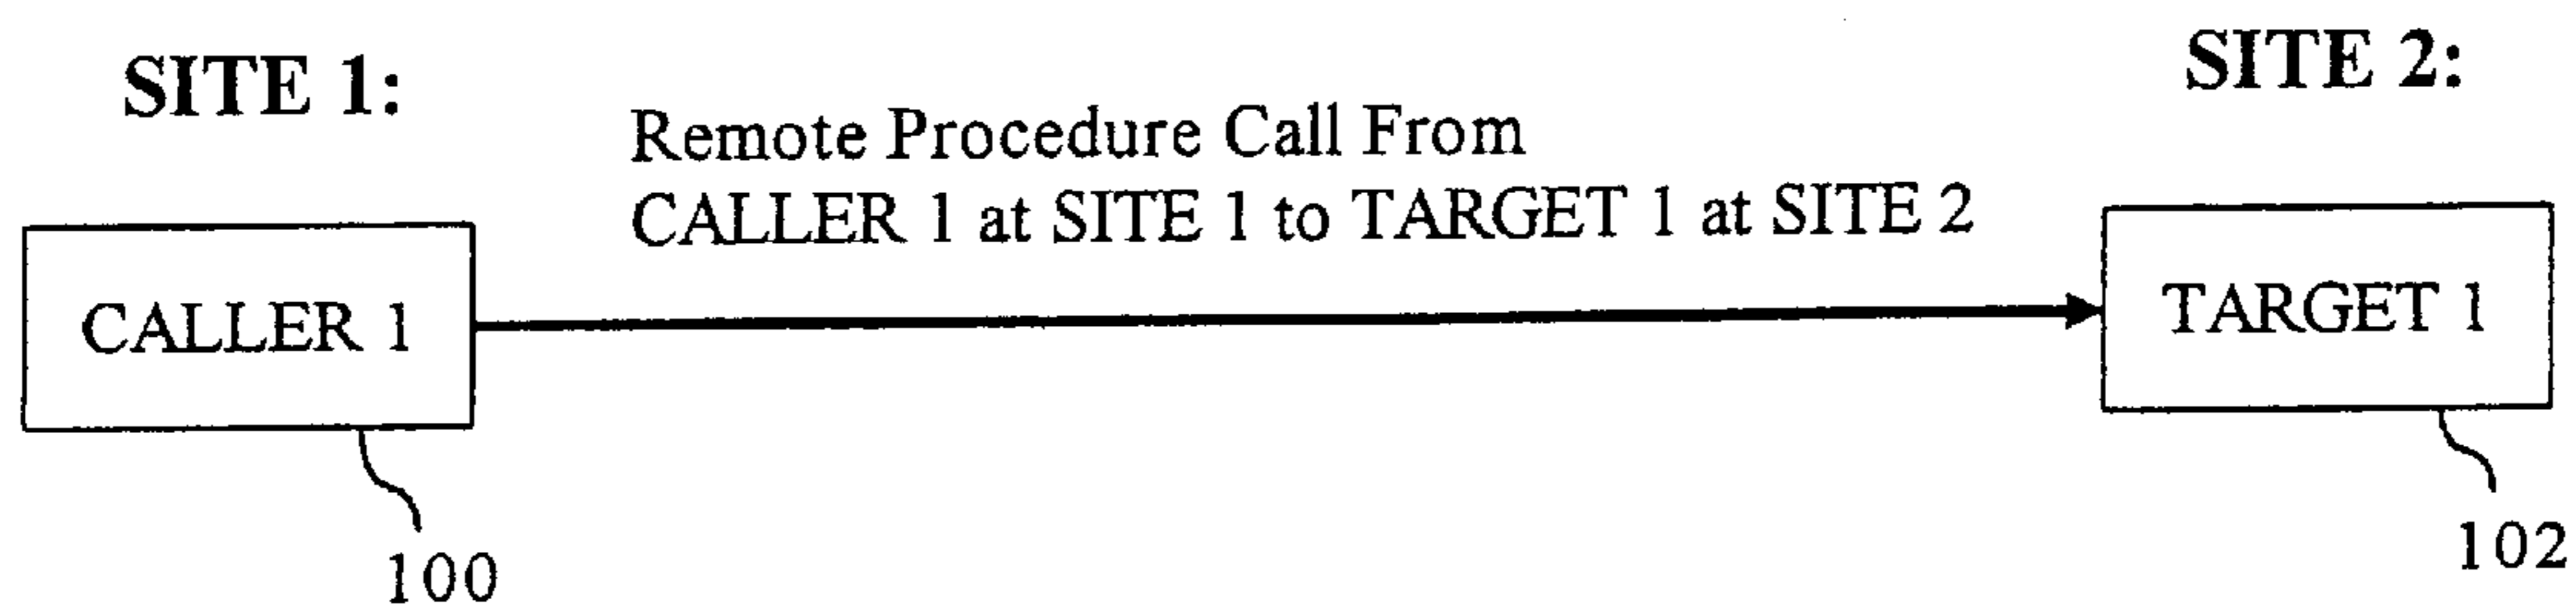 SITE 1:
SITE 2:
Remote Procedure Call From
CALLER 1 at SITE 1 to TARGET 1 at SITE 2
CALLER 1
TARGET 1
100
102